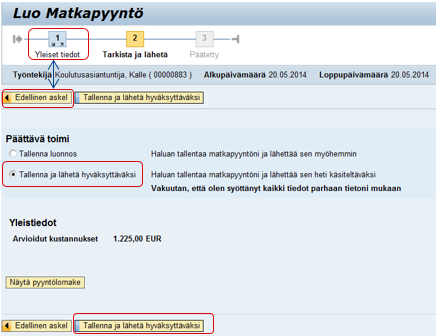 Luo Matkapyyntö
1 2 3
Yleiset tiedot Tarkista ja lähetä Päätetty
Työntekijä Koulutusasiantuntija, Kalle ( 00000883 ) Alkupäivämäärä 20.05.2014 Loppupäivämäärä 20.05.2014
Edellinen askel Tallenna ja lähetä hyväksyttäväksi
Päättävä toimi
Tallenna luonnos Haluan tallentaa matkapyyntöni ja lähettää sen myöhemmin
Tallenna ja lähetä hyväksyttäväksi Haluan tallentaa matkapyyntöni ja lähettää sen heti käsiteltäväksi
Vakuutan, että olen syöttänyt kaikki tiedot parhaan tietoni mukaan
Yleistiedot
Arvioidut kustannukset 1.225,00 EUR
Näytä pyyntölomake
Edellinen askel Tallenna ja lähetä hyväksyttäväksi